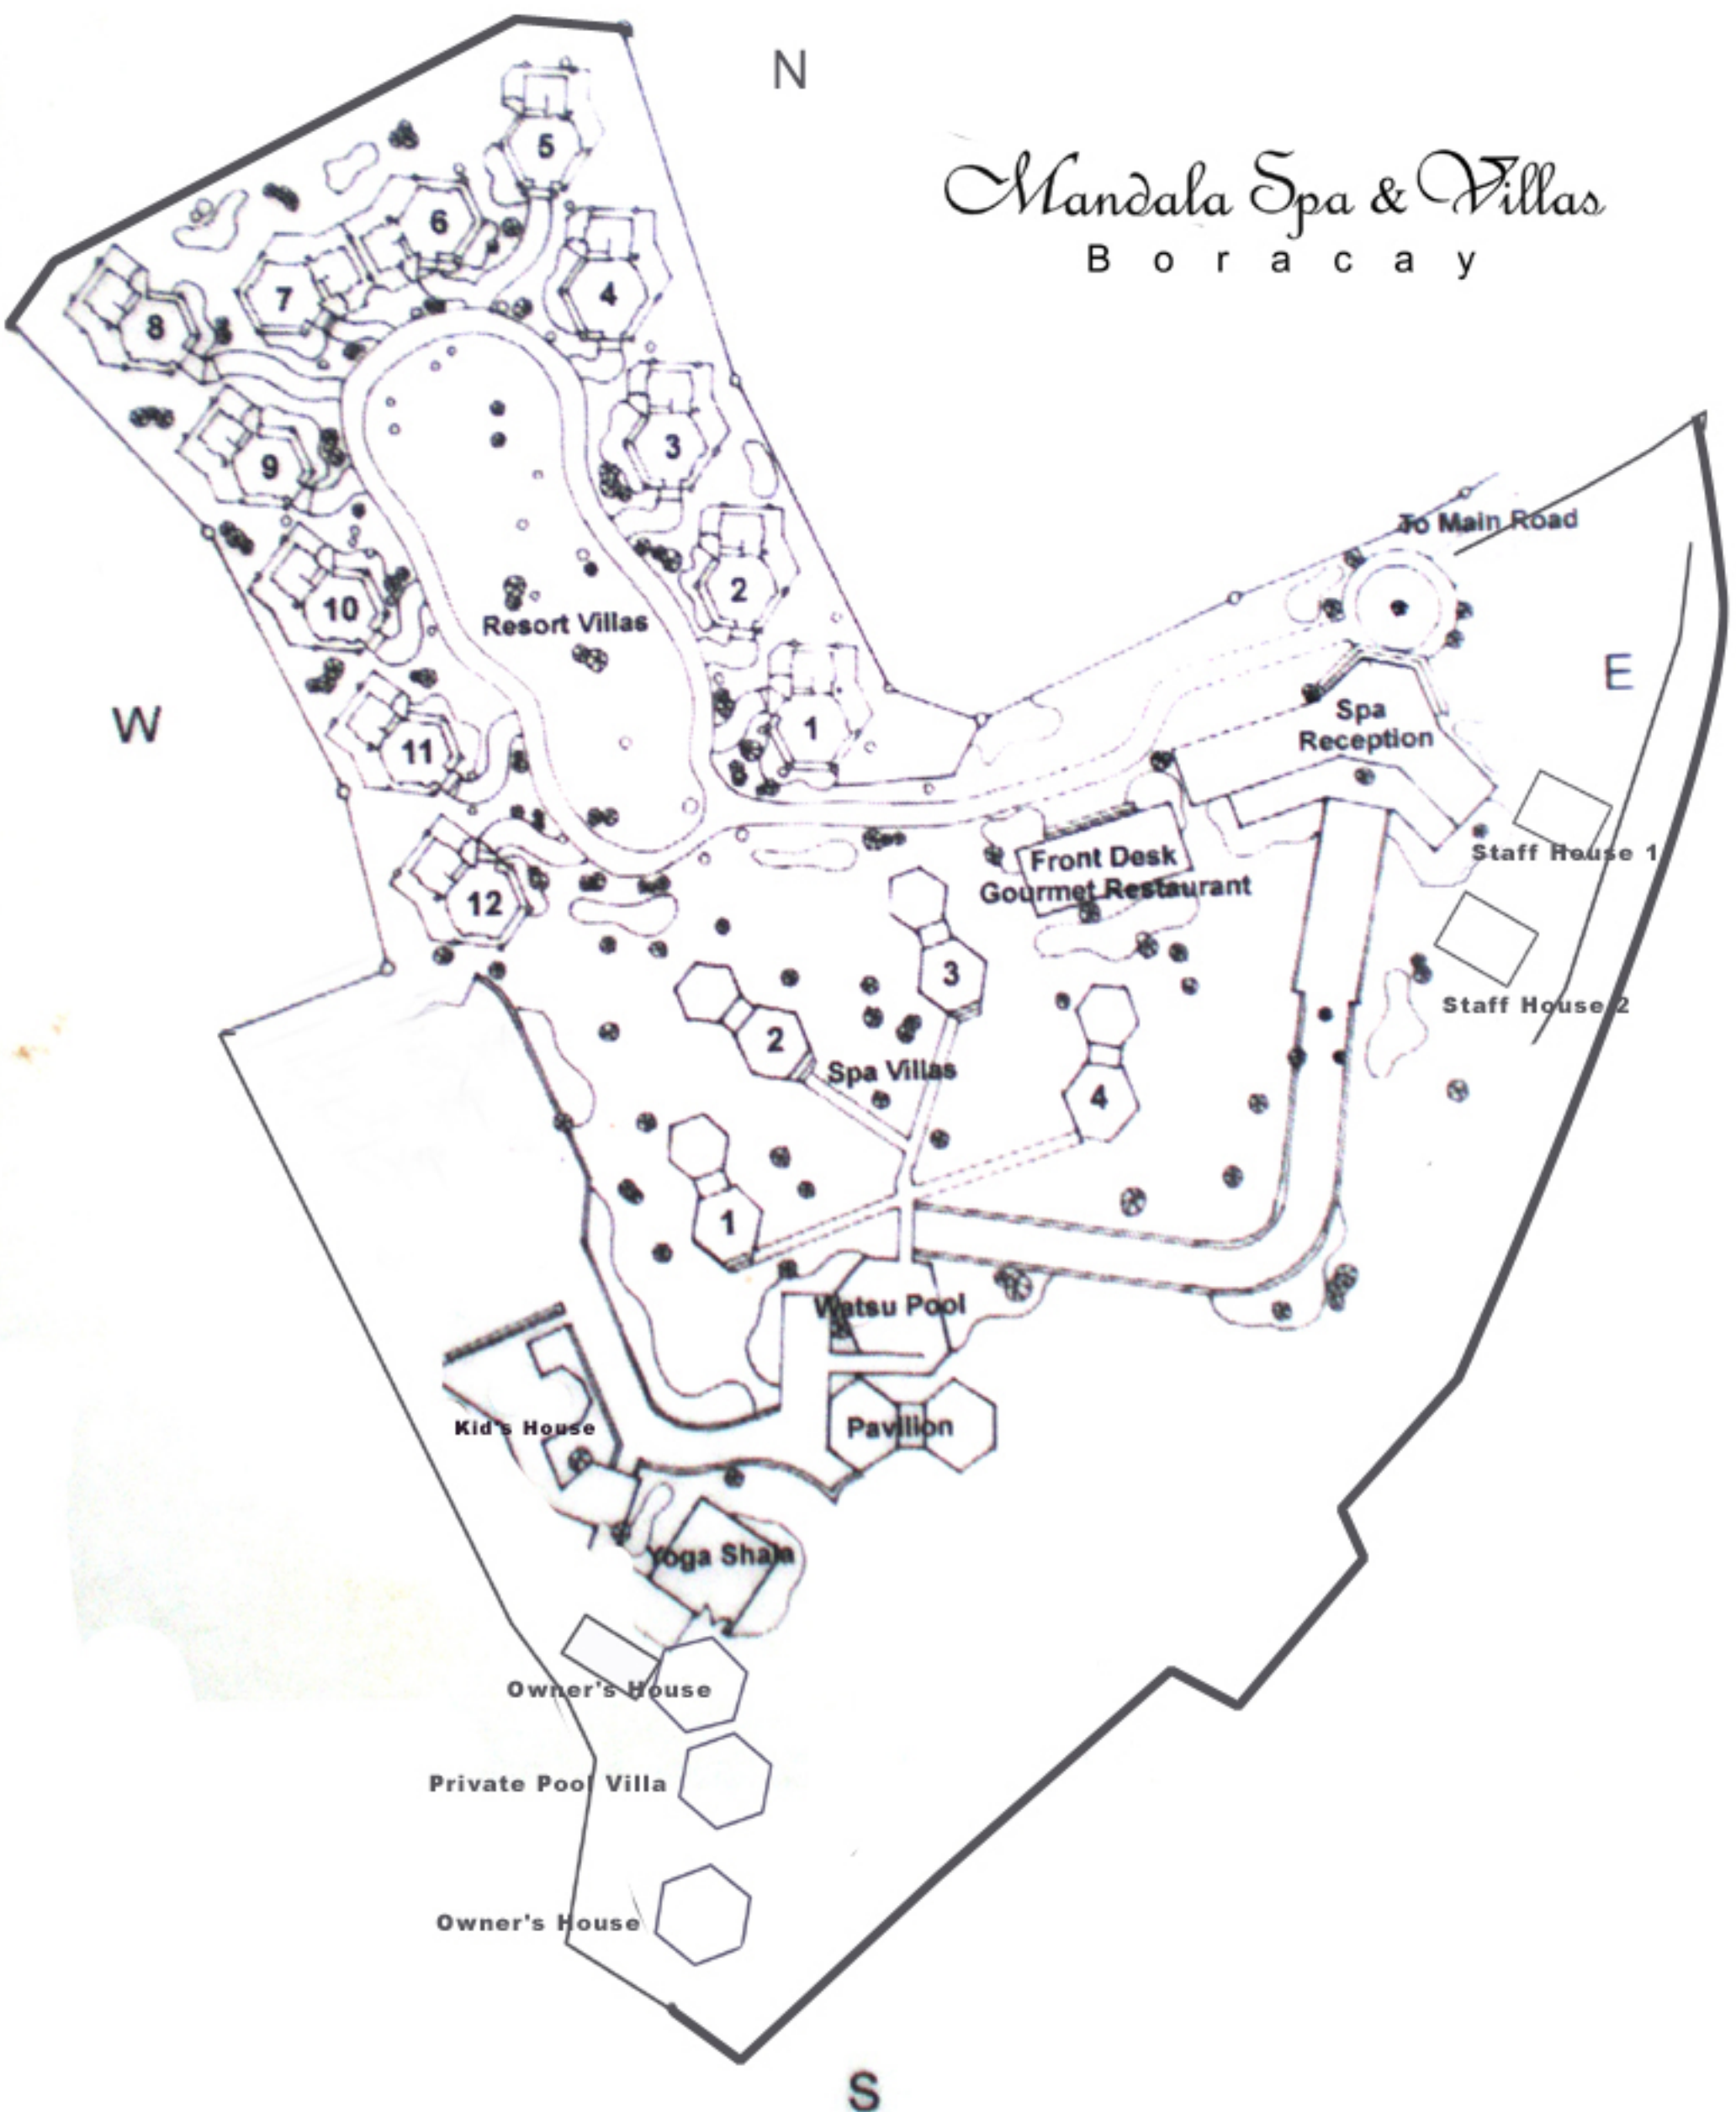 N
Mandala Spa & Villas
Boracay
5
6
4
7
8
3
9
To Main Road
2
10
Resort Villas
E
W
1
11
Spa
Reception
Front Desk
Gourmet Restaurant
Staff House 1
12
3
Staff House 2
2
Spa Villas
4
1
Watsu Pool
Pavilion
Kid's House
Yoga Shala
Owner's House
Private Pool Villa
Owner's House
S